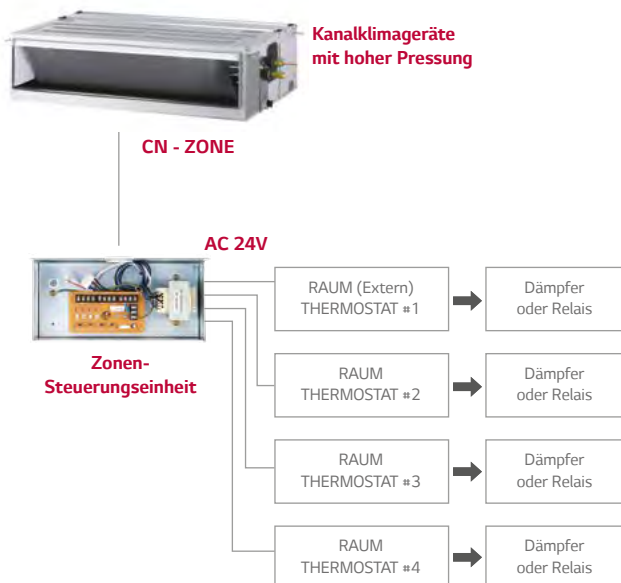 Kanalklimageräte
mit hoher Pressung
CN - ZONE
AC 24V
Zonen-
Steuerungseinheit
RAUM (Extern)
THERMOSTAT #1
Dämpfer
oder Relais
RAUM
THERMOSTAT #2
Dämpfer
oder Relais
RAUM
THERMOSTAT #3
Dämpfer
oder Relais
RAUM
THERMOSTAT #4
Dämpfer
oder Relais